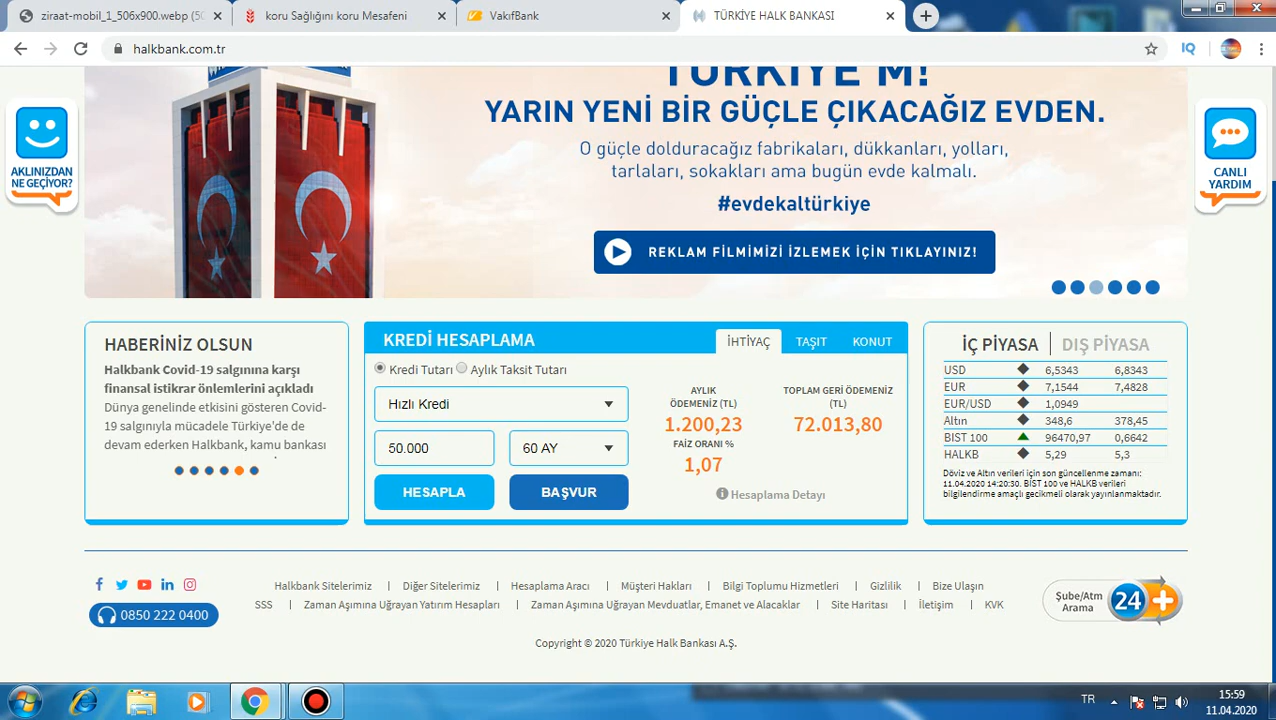 ziraat-mobil_1_506x900.webp (50
koru Sağlığını koru Mesafeni
VakıfBank
TÜRKİYE HALK BANKASI
halkbank.com.tr
IQ
TÜRKİYE'M!
YARIN YENİ BİR GÜÇLE ÇIKACAĞIZ EVDEN.
O güçle dolduracağız fabrikaları, dükkanları, yolları,
tarlaları, sokakları ama bugün evde kalmalı.
#evdekaltürkiye
REKLAM FİLMİMİZİ İZLEMEK İÇİN TIKLAYINIZ!
AKLINIZDAN
NE GEÇİYOR?
CANLI
YARDIM
HABERİNİZ OLSUN
Halkbank Covid-19 salgınına karşı
finansal istikrar önlemlerini açıkladı
Dünya genelinde etkisini gösteren Covid-
19 salgınıyla mücadele Türkiye'de de
devam ederken Halkbank, kamu bankası
KREDİ HESAPLAMA
İHTİYAÇ
TAŞIT
KONUT
Kredi Tutarı
Aylık Taksit Tutarı
Hızlı Kredi
50.000
60 AY
HESAPLA
BAŞVUR
AYLIK
ÖDEMENİZ (TL)
1.200,23
FAİZ ORANI %
1,07
TOPLAM GERİ ÖDEMENİZ
(TL)
72.013,80
Hesaplama Detayı
İÇ PİYASA
DIŞ PİYASA
USD 6,5343 6,8343
EUR 7,1544 7,4828
EUR/USD 1,0949
Altın 348,6 378,45
BIST 100 96470,97 0,6642
HALKB 5,29 5,3
Döviz ve Altın verileri için son güncellenme zamanı:
11.04.2020 14:20:30. BIST 100 ve HALKB verileri
bilgilendirme amaçlı gecikmeli olarak yayınlanmaktadır.
0850 222 0400
Halkbank Sitelerimiz | Diğer Sitelerimiz | Hesaplama Aracı | Müşteri Hakları | Bilgi Toplumu Hizmetleri | Gizlilik | Bize Ulaşın
SSS | Zaman Aşımına Uğrayan Yatırım Hesapları | Zaman Aşımına Uğrayan Mevduatlar, Emanet ve Alacaklar | Site Haritası | İletişim | KVK
Copyright © 2020 Türkiye Halk Bankası A.Ş.
Şube/Atm
Arama
24
TR
15:59
11.04.2020